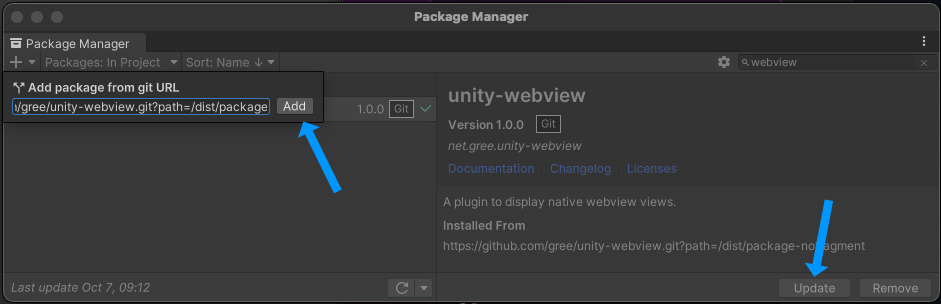 Package Manager
Package Manager
Packages: In Project
Sort: Name ↓
webview
Add package from git URL
/gree/unity-webview.git?path=/dist/package
Add
1.0.0 Git
unity-webview
Version 1.0.0 Git
net.gree.unity-webview
Documentation Changelog Licenses
A plugin to display native webview views.
Installed From
https://github.com/gree/unity-webview.git?path=/dist/
Last update Oct 7, 09:12
Update
Remove